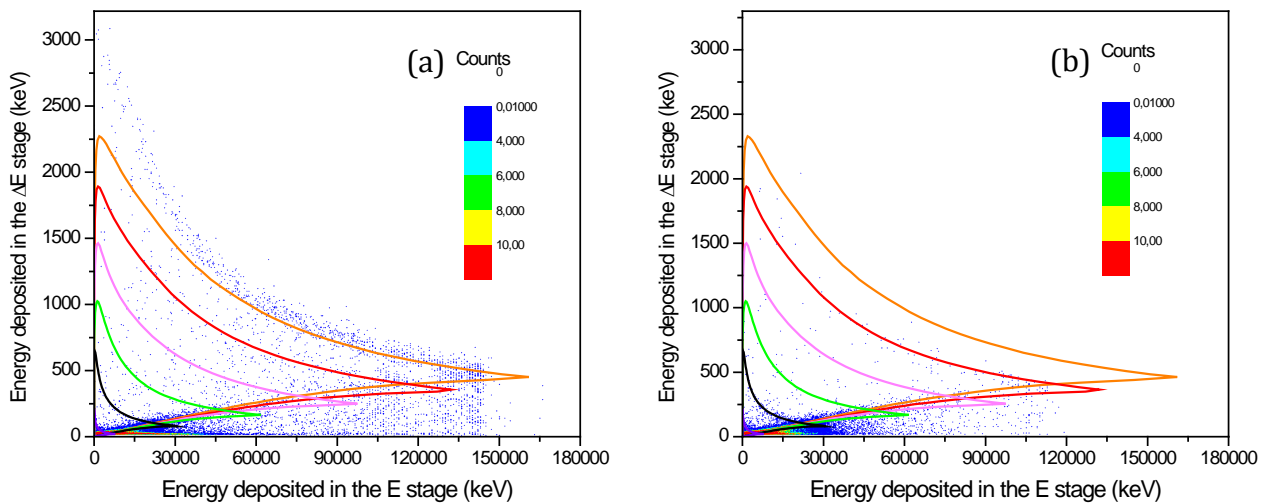 3000
2500
2000
1500
1000
500
0
Energy deposited in the ΔE stage (keV)
(a)
Counts
0
0,01000
4,000
6,000
8,000
10,00
0 30000 60000 90000 120000 150000 180000
Energy deposited in the E stage (keV)
3000
2500
2000
1500
1000
500
0
Energy deposited in the ΔE stage (keV)
(b)
Counts
0
0,01000
4,000
6,000
8,000
10,00
0 30000 60000 90000 120000 150000 180000
Energy deposited in the E stage (keV)